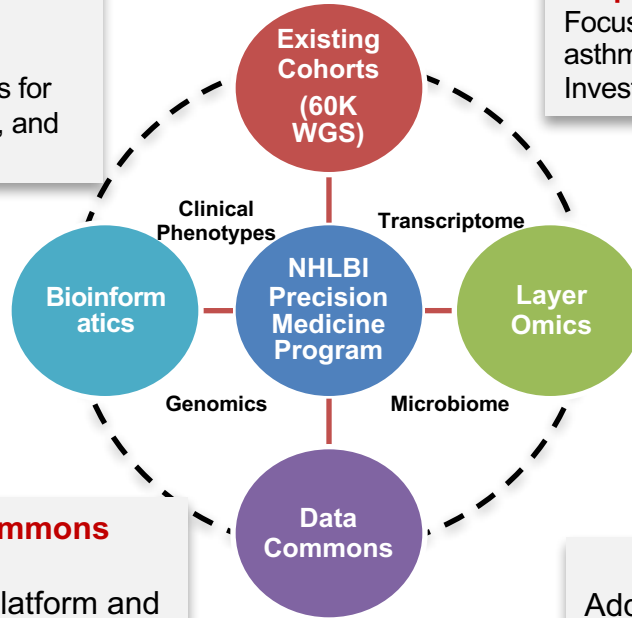 s for
, and
Focus
asthm
Invest
Existing
Cohorts
(60K
WGS)
Clinical
Phenotypes
Transcriptome
Bioinform
atics
NHLBI
Precision
Medicine
Program
Layer
Omics
Genomics
Microbiome
Data
Commons
mmons
latform and